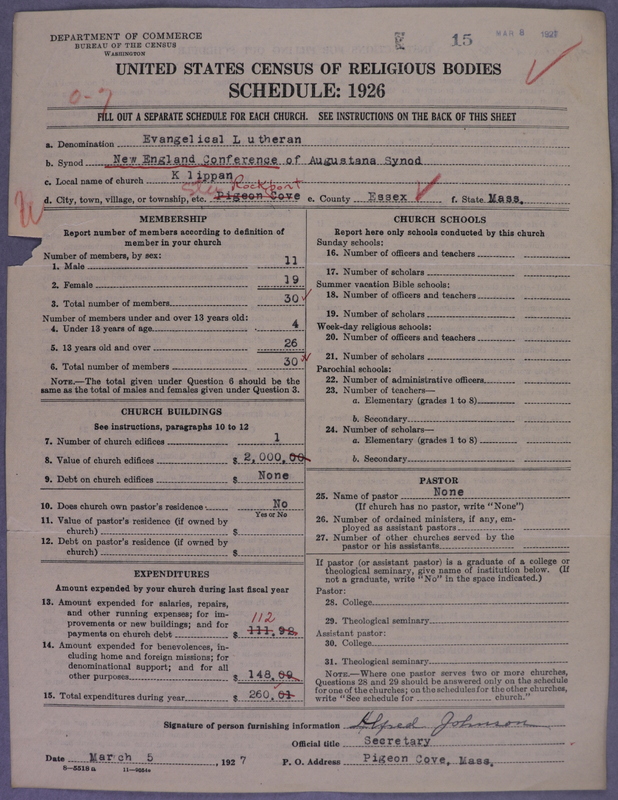 DEPARTMENT OF COMMERCE
BUREAU OF THE CENSUS
WASHINGTON
15
MAR 8 1927
UNITED STATES CENSUS OF RELIGIOUS BODIES
SCHEDULE: 1926
0-7
FILL OUT A SEPARATE SCHEDULE FOR EACH CHURCH. SEE INSTRUCTIONS ON THE BACK OF THIS SHEET
a. Denomination Evangelical Lutheran
b. Synod New England Conference of Augustana Synod
c. Local name of church Klippan
Rockport
d. City, town, village, or township, etc. Pigeon Cove e. County Essex f. State Mass.
MEMBERSHIP
Report number of members according to definition of
member in your church
Number of members, by sex:
1. Male 11
2. Female 19
3. Total number of members 30
Number of members under and over 13 years old:
4. Under 13 years of age 4
5. 13 years old and over 26
6. Total number of members 30
NOTE.—The total given under Question 6 should be the
same as the total of males and females given under Question 3.
CHURCH BUILDINGS
See instructions, paragraphs 10 to 12
7. Number of church edifices 1
8. Value of church edifices $ 2,000,00
9. Debt on church edifices $ None
10. Does church own pastor's residence No
Yes or No
11. Value of pastor's residence (if owned by
church) $
12. Debt on pastor's residence (if owned by
church) $
EXPENDITURES
Amount expended by your church during last fiscal year
13. Amount expended for salaries, repairs,
and other running expenses; for im-
provements or new buildings; and for
payments on church debt $ 111.92
112
14. Amount expended for benevolences, in-
cluding home and foreign missions; for
denominational support; and for all
other purposes $ 148.09
15. Total expenditures during year $ 260.01
CHURCH SCHOOLS
Report here only schools conducted by this church
Sunday schools:
16. Number of officers and teachers
17. Number of scholars
Summer vacation Bible schools:
18. Number of officers and teachers
19. Number of scholars
Week-day religious schools:
20. Number of officers and teachers
21. Number of scholars
Parochial schools:
22. Number of administrative officers
23. Number of teachers—
a. Elementary (grades 1 to 8)
b. Secondary
24. Number of scholars—
a. Elementary (grades 1 to 8)
b. Secondary
PASTOR
25. Name of pastor None
(If church has no pastor, write "None")
26. Number of ordained ministers, if any, em-
ployed as assistant pastors
27. Number of other churches served by the
pastor or his assistants
If pastor (or assistant pastor) is a graduate of a college or
theological seminary, give name of institution below. (If
not a graduate, write "No" in the space indicated.)
Pastor:
28. College
29. Theological seminary
Assistant pastor:
30. College
31. Theological seminary
NOTE.—Where one pastor serves two or more churches,
Questions 28 and 29 should be answered only on the schedule
for one of the churches; on the schedules for the other churches,
write "See schedule for church."
Signature of person furnishing information Alfred Johnson
Official title Secretary
Date March 5, 1927 P. O. Address Pigeon Cove, Mass.
8-5518a